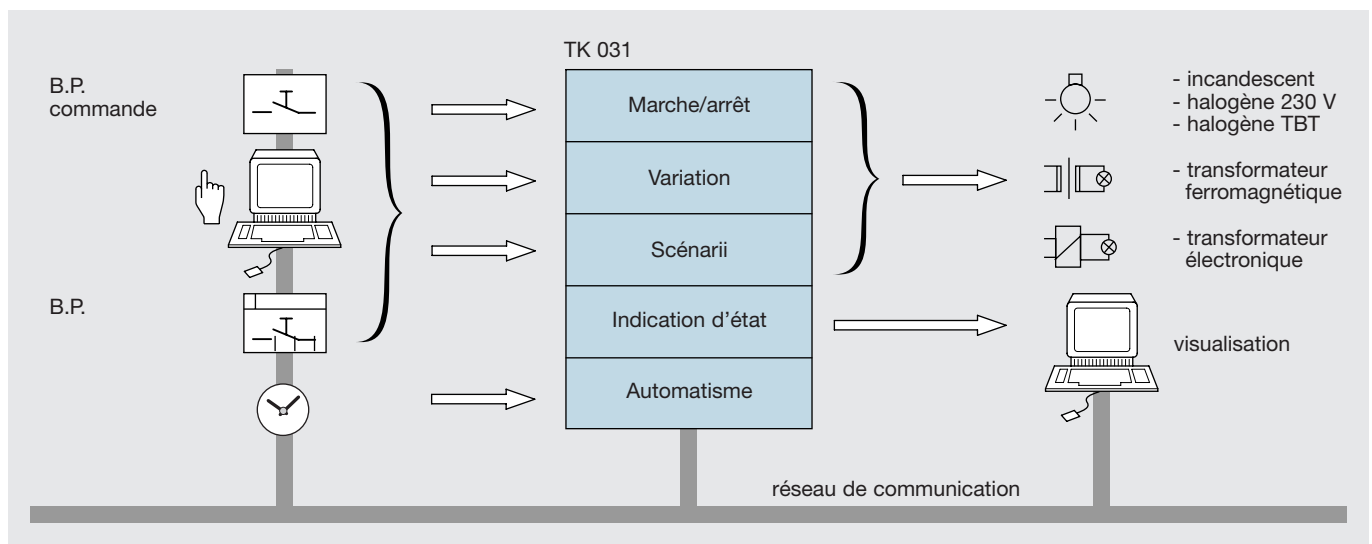 TK 031
B.P.
commande
B.P.
Marche/arrêt
Variation
Scénarii
Indication d'état
Automatisme
- incandescent
- halogène 230 V
- halogène TBT
- transformateur
ferromagnétique
- transformateur
électronique
visualisation
réseau de communication